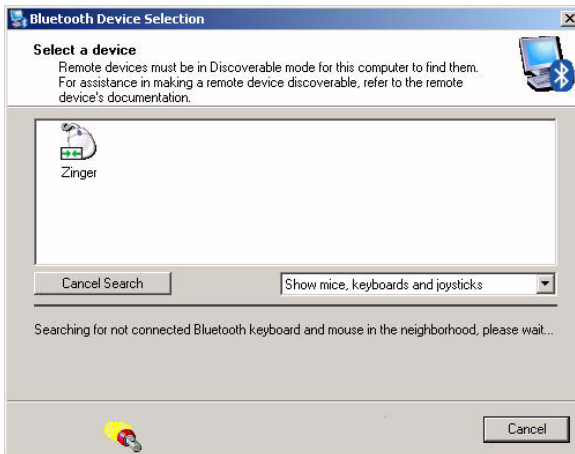 Bluetooth Device Selection
Select a device
Remote devices must be in Discoverable mode for this computer to find them.
For assistance in making a remote device discoverable, refer to the remote
device's documentation.
Zinger
Cancel Search
Show mice, keyboards and joysticks
Searching for not connected Bluetooth keyboard and mouse in the neighborhood, please wait...
Cancel